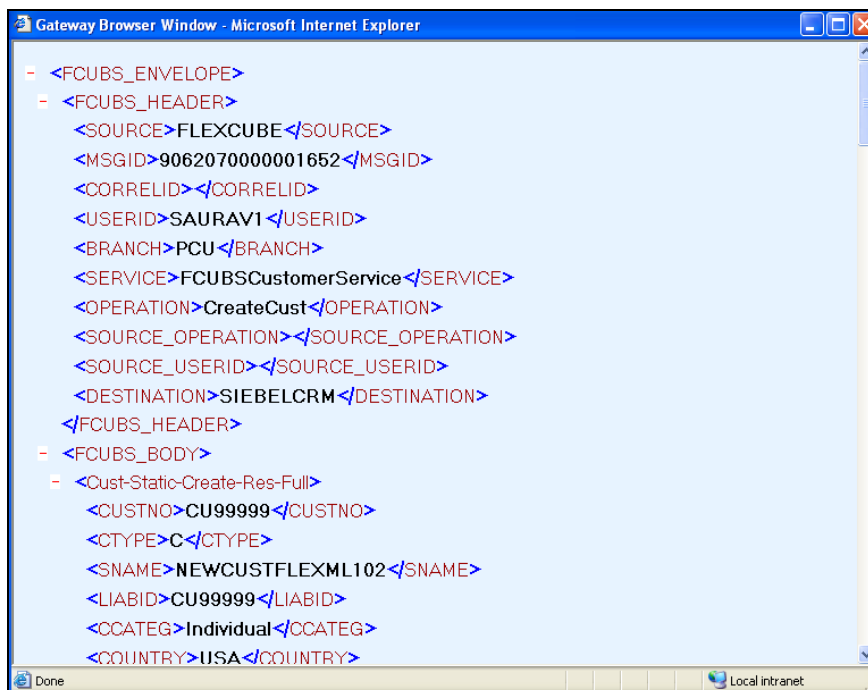 Gateway Browser Window - Microsoft Internet Explorer
- <FCUBS_ENVELOPE>
- <FCUBS_HEADER>
<SOURCE>FLEXCUBE</SOURCE>
<MSGID>9062070000001652</MSGID>
<CORRELID></CORRELID>
<USERID>SAURAV1</USERID>
<BRANCH>PCU</BRANCH>
<SERVICE>FCUBSCustomerService</SERVICE>
<OPERATION>CreateCust</OPERATION>
<SOURCE_OPERATION></SOURCE_OPERATION>
<SOURCE_USERID></SOURCE_USERID>
<DESTINATION>SIEBELCRM</DESTINATION>
</FCUBS_HEADER>
- <FCUBS_BODY>
- <Cust-Static-Create-Res-Full>
<CUSTNO>CU99999</CUSTNO>
<CTYPE>C</CTYPE>
<SNAME>NEWCUSTFLEXML102</SNAME>
<LIABID>CU99999</LIABID>
<CCATEG>Individual</CCATEG>
<COUNTRY>USA</COUNTRY>
Done Local intranet